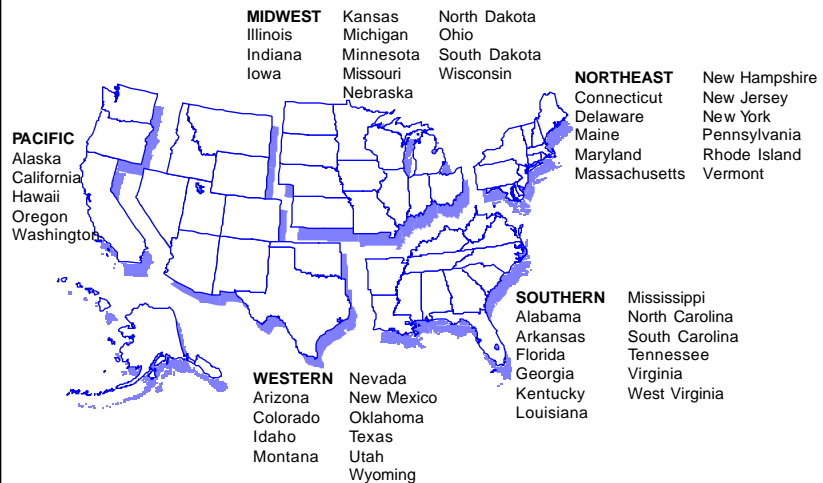 MIDWEST Kansas North Dakota
Illinois Michigan Ohio
Indiana Minnesota South Dakota
Iowa Missouri Wisconsin
Nebraska
NORTHEAST New Hampshire
Connecticut New Jersey
Delaware New York
Maine Pennsylvania
Maryland Rhode Island
Massachusetts Vermont
PACIFIC
Alaska
California
Hawaii
Oregon
Washington
SOUTHERN Mississippi
Alabama North Carolina
Arkansas South Carolina
Florida Tennessee
Georgia Virginia
Kentucky West Virginia
Louisiana
WESTERN Nevada
Arizona New Mexico
Colorado Oklahoma
Idaho Texas
Montana Utah
Wyoming